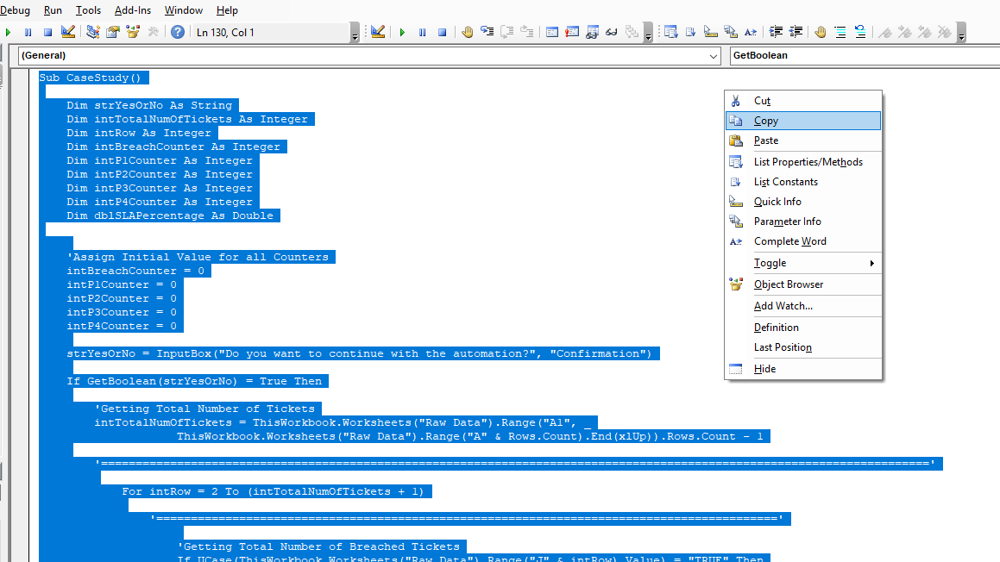 Debug Run Tools Add-Ins Window Help
Ln 130, Col 1
(General) GetBoolean
Sub CaseStudy()
Dim strYesOrNo As String
Dim intTotalNumOfTickets As Integer
Dim intRow As Integer
Dim intBreachCounter As Integer
Dim intP1Counter As Integer
Dim intP2Counter As Integer
Dim intP3Counter As Integer
Dim intP4Counter As Integer
Dim dblSLAPercentage As Double
'Assign Initial Value for all Counters
intBreachCounter = 0
intP1Counter = 0
intP2Counter = 0
intP3Counter = 0
intP4Counter = 0
strYesOrNo = InputBox("Do you want to continue with the automation?", "Confirmation")
If GetBoolean(strYesOrNo) = True Then
'Getting Total Number of Tickets
intTotalNumOfTickets = ThisWorkbook.Worksheets("Raw Data").Range("A1", _
ThisWorkbook.Worksheets("Raw Data").Range("A" & Rows.Count).End(xlUp)).Rows.Count - 1
'========================================================================================================================'
For intRow = 2 To (intTotalNumOfTickets + 1)
'=========================================================================================='
'Getting Total Number of Breached Tickets
If UCase(ThisWorkbook.Worksheets("Raw Data").Range("J" & intRow).Value) = "TRUE" Then
Cut
Copy
Paste
List Properties/Methods
List Constants
Quick Info
Parameter Info
Complete Word
Toggle
Object Browser
Add Watch...
Definition
Last Position
Hide